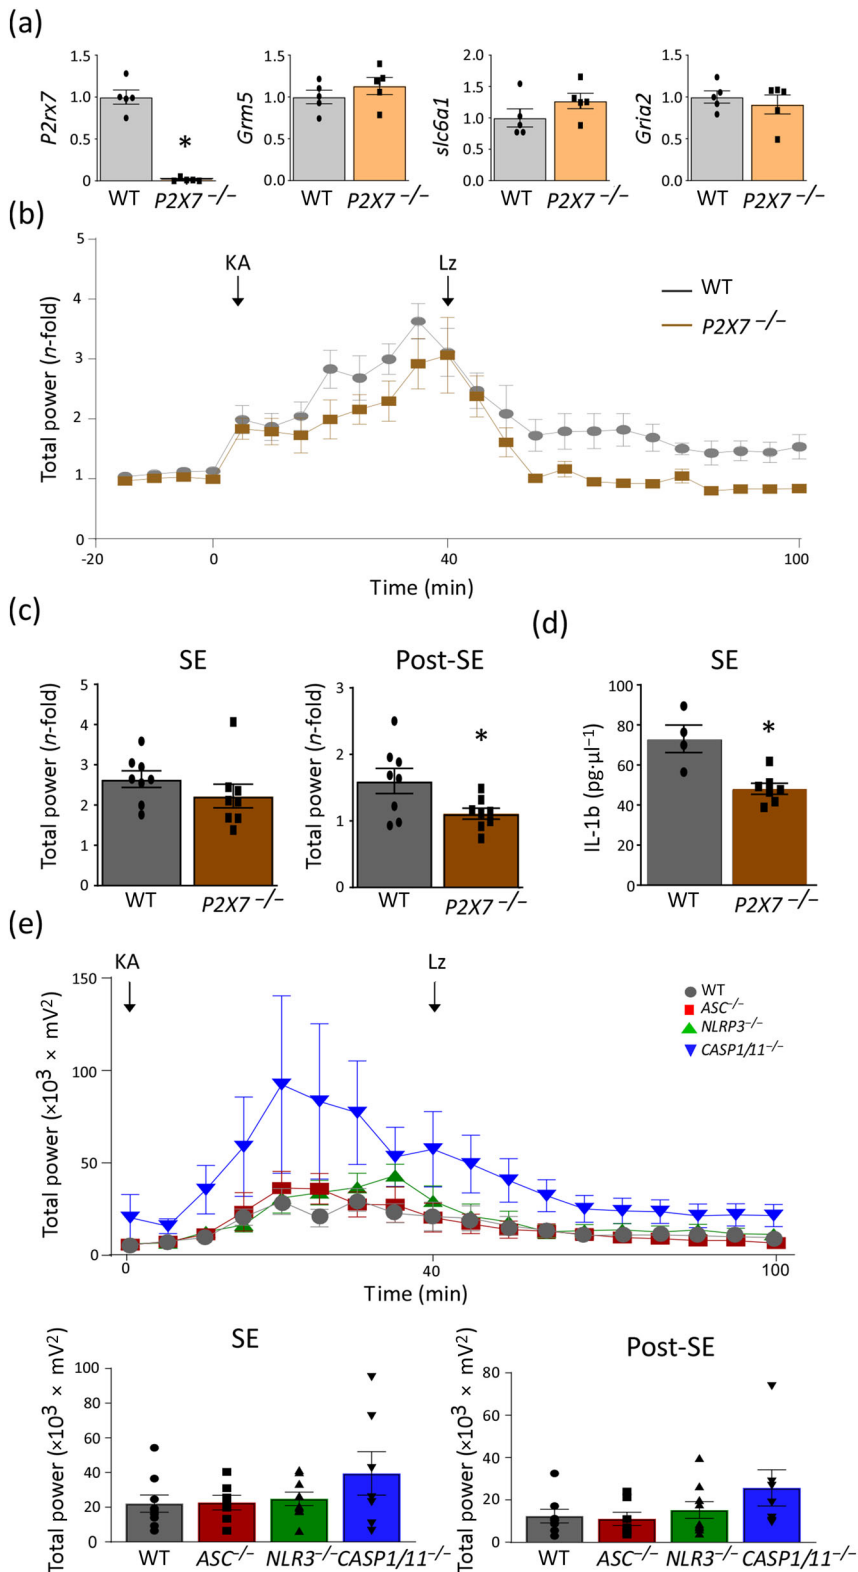 (a)
P2rx7
1.5
1.0
0.5
0
*
WT P2X7 −/−
Grm5
1.5
1.0
0.5
0.0
WT P2X7 −/−
slc6a1
2.0
1.5
1.0
0.5
0.0
WT P2X7 −/−
Gria2
1.5
1.0
0.5
0.0
WT P2X7 −/−
(b)
Total power (n-fold)
5
4
3
2
1
0
KA
Lz
WT
P2X7 −/−
-20 0 40 100
Time (min)
(c)
SE
Total power (n-fold)
5
4
3
2
1
0
WT P2X7 −/−
Post-SE
Total power (n-fold)
3
2
1
0
*
WT P2X7 −/−
(d)
SE
IL-1b (pg·µl−1)
100
80
60
40
20
0
*
WT P2X7 −/−
(e)
KA
Lz
Total power (×10³ × mV²)
150
100
50
0
WT
ASC−/−
NLRP3−/−
CASP1/11−/−
0 40 100
Time (min)
SE
Total power (×10³ × mV²)
100
80
60
40
20
0
WT ASC−/− NLR3−/− CASP1/11−/−
Post-SE
Total power (×10³ × mV²)
80
60
40
20
0
WT ASC−/− NLR3−/− CASP1/11−/−